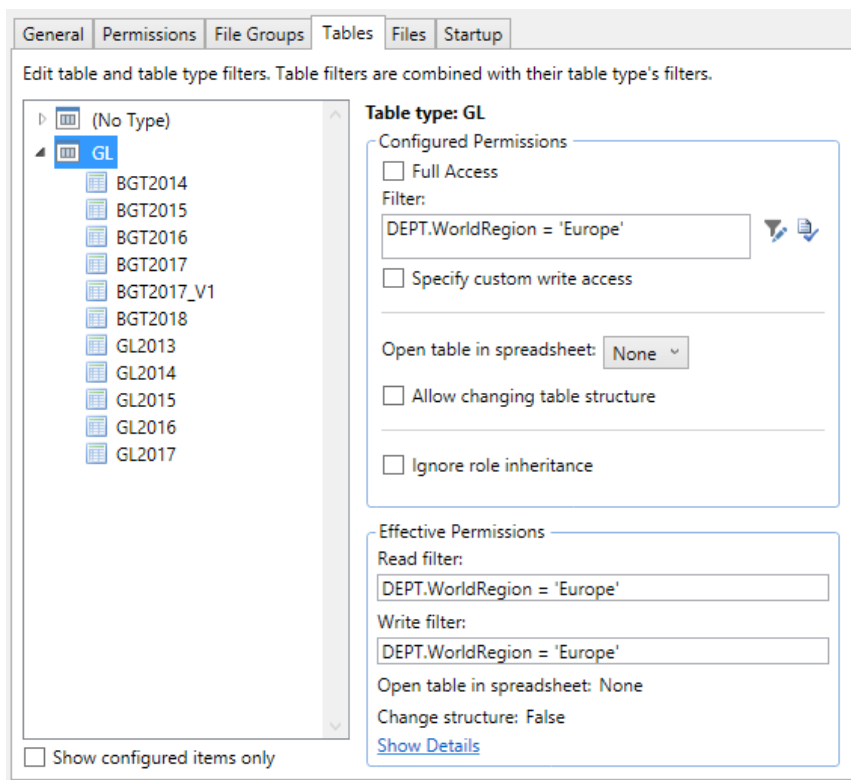 General Permissions File Groups Tables Files Startup
Edit table and table type filters. Table filters are combined with their table type's filters.
(No Type)
GL
BGT2014
BGT2015
BGT2016
BGT2017
BGT2017_V1
BGT2018
GL2013
GL2014
GL2015
GL2016
GL2017
Show configured items only
Table type: GL
Configured Permissions
Full Access
Filter:
DEPT.WorldRegion = 'Europe'
Specify custom write access
Open table in spreadsheet: None
Allow changing table structure
Ignore role inheritance
Effective Permissions
Read filter:
DEPT.WorldRegion = 'Europe'
Write filter:
DEPT.WorldRegion = 'Europe'
Open table in spreadsheet: None
Change structure: False
Show Details